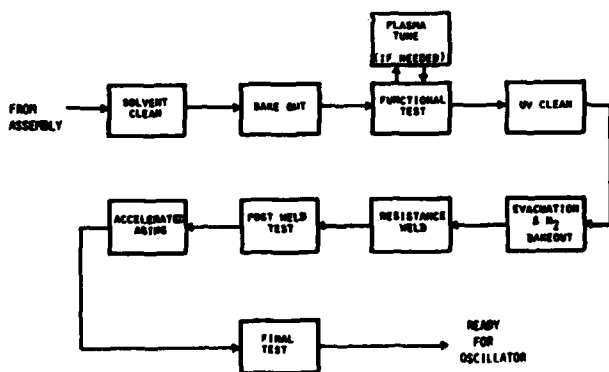 PLASMA
TUNE
(IF NEEDED)
FROM
ASSEMBLY
SOLVENT
CLEAN
BAKE OUT
FUNCTIONAL
TEST
UV CLEAN
ACCELERATED
AGING
POST WELD
TEST
RESISTANCE
WELD
EVACUATION
& N2
BAKEOUT
FINAL
TEST
READY
FOR
OSCILLATOR